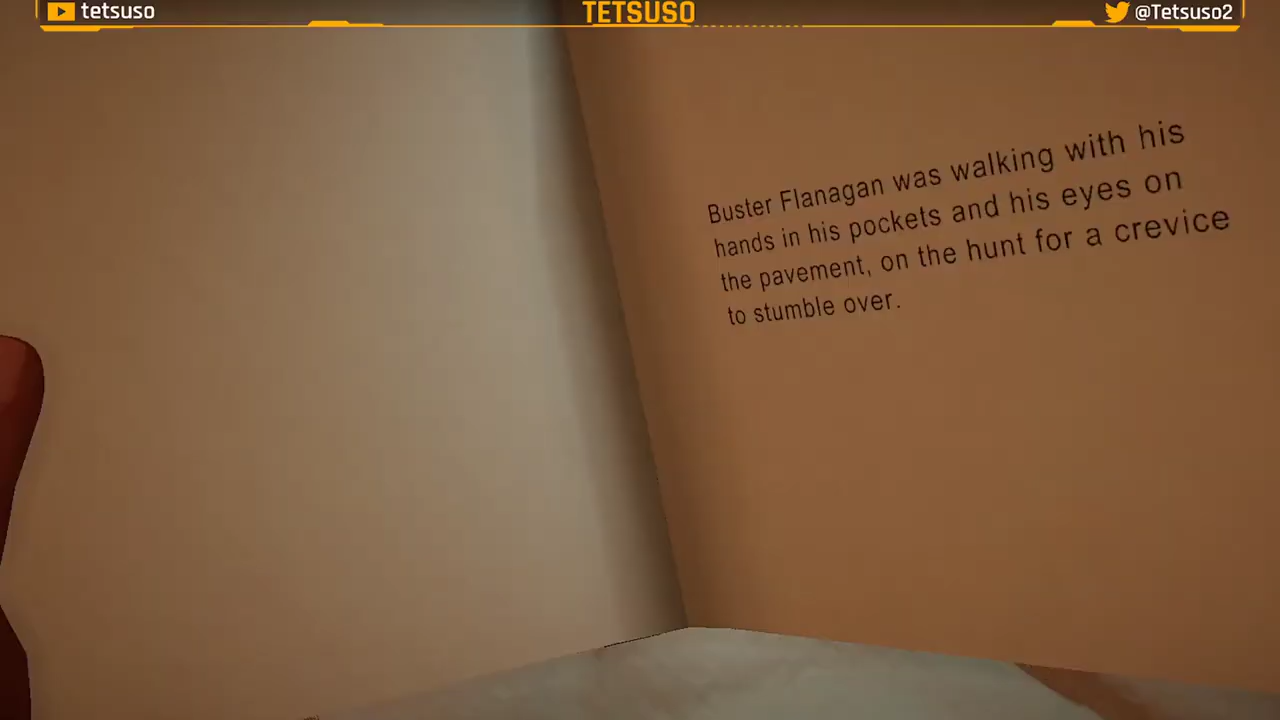 tetsuso
TETSUSO
@Tetsuso2
Buster Flanagan was walking with his
hands in his pockets and his eyes on
the pavement, on the hunt for a crevice
to stumble over.